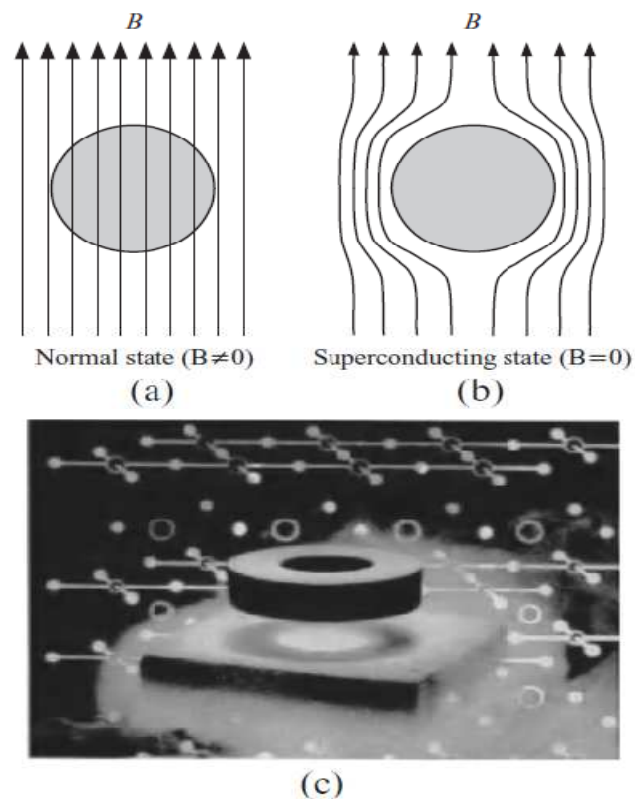 B
B
Normal state (B≠0)
Superconducting state (B=0)
(a)
(b)
(c)